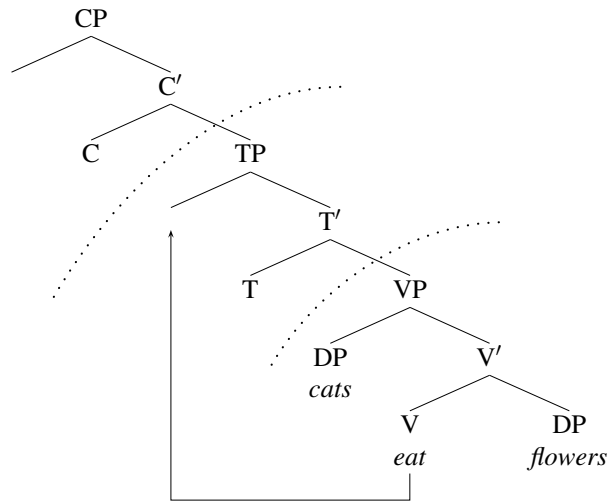 CP
C′
C TP
T′
T VP
DP V′
cats
V DP
eat flowers